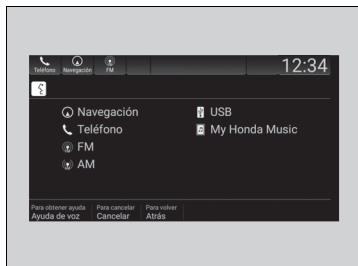 Teléfono Navegación FM 12:34
Navegación
Teléfono
FM
AM
USB
My Honda Music
Para obtener ayuda Para cancelar Para volver
Ayuda de voz Cancelar Atrás